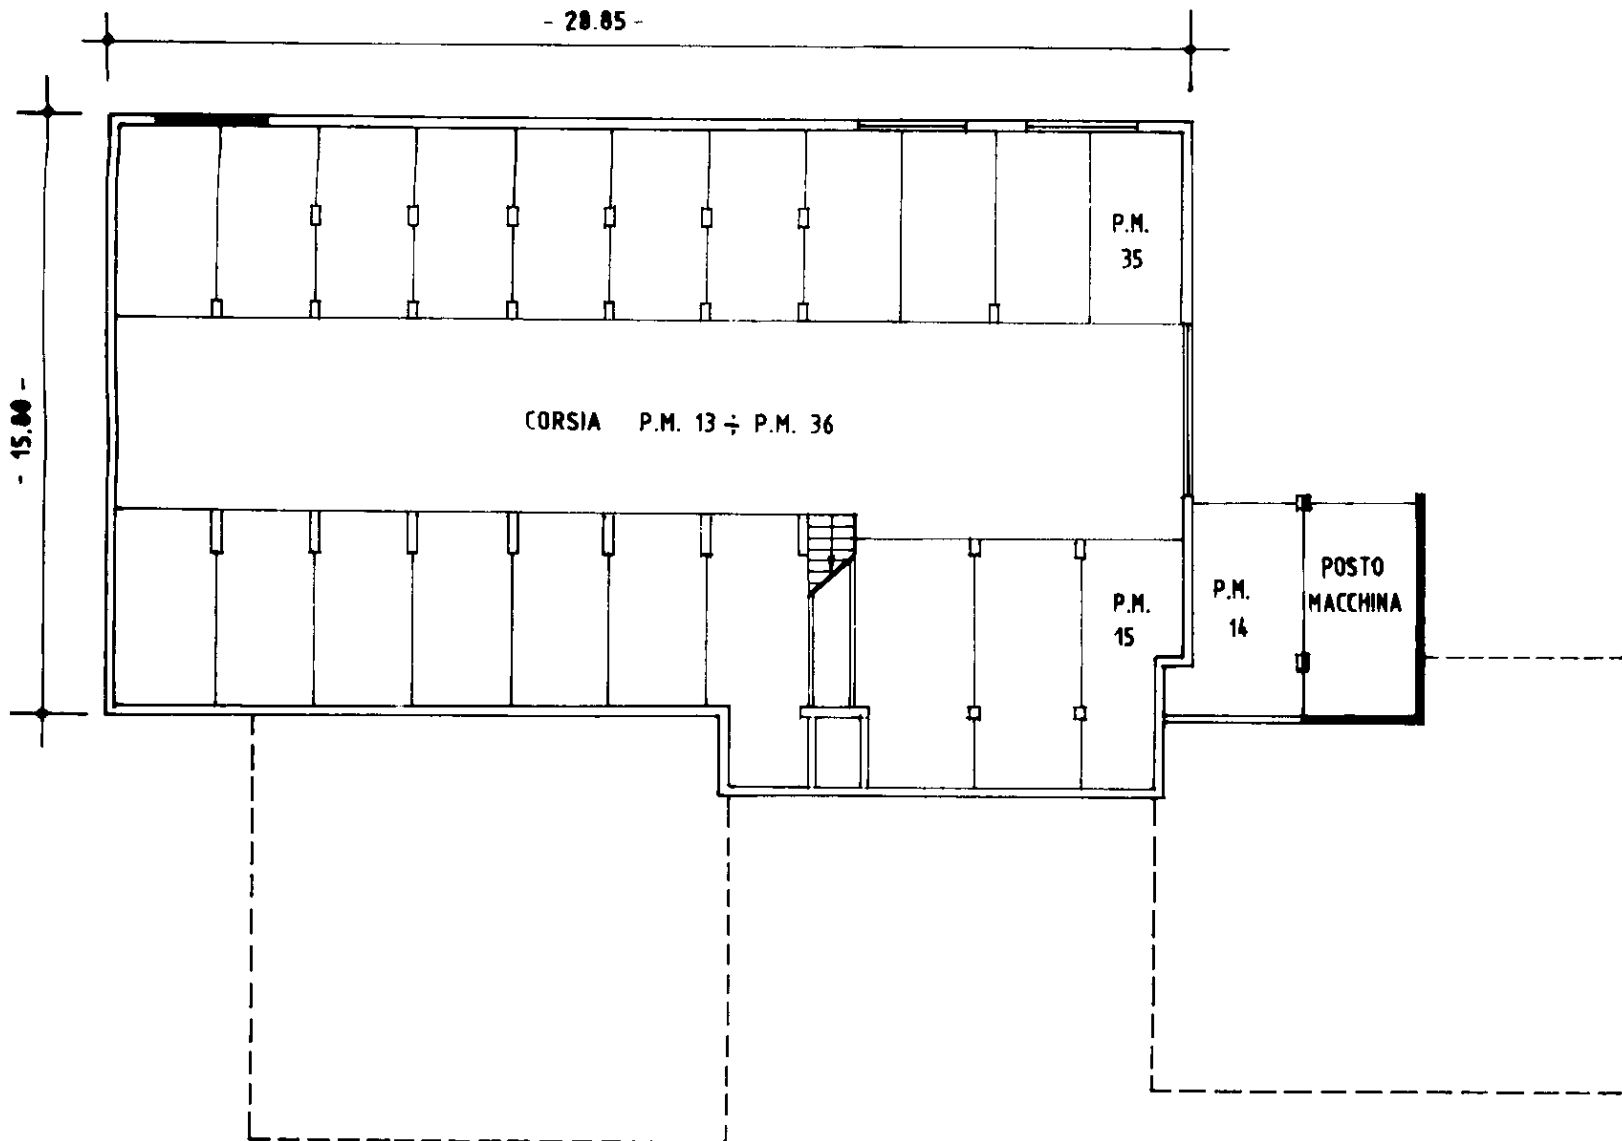 - 28.85 -
P.M.
35
- 15.80 -
CORSIA P.M. 13 ÷ P.M. 36
POSTO
MACCHINA
P.M.
14
P.M.
15